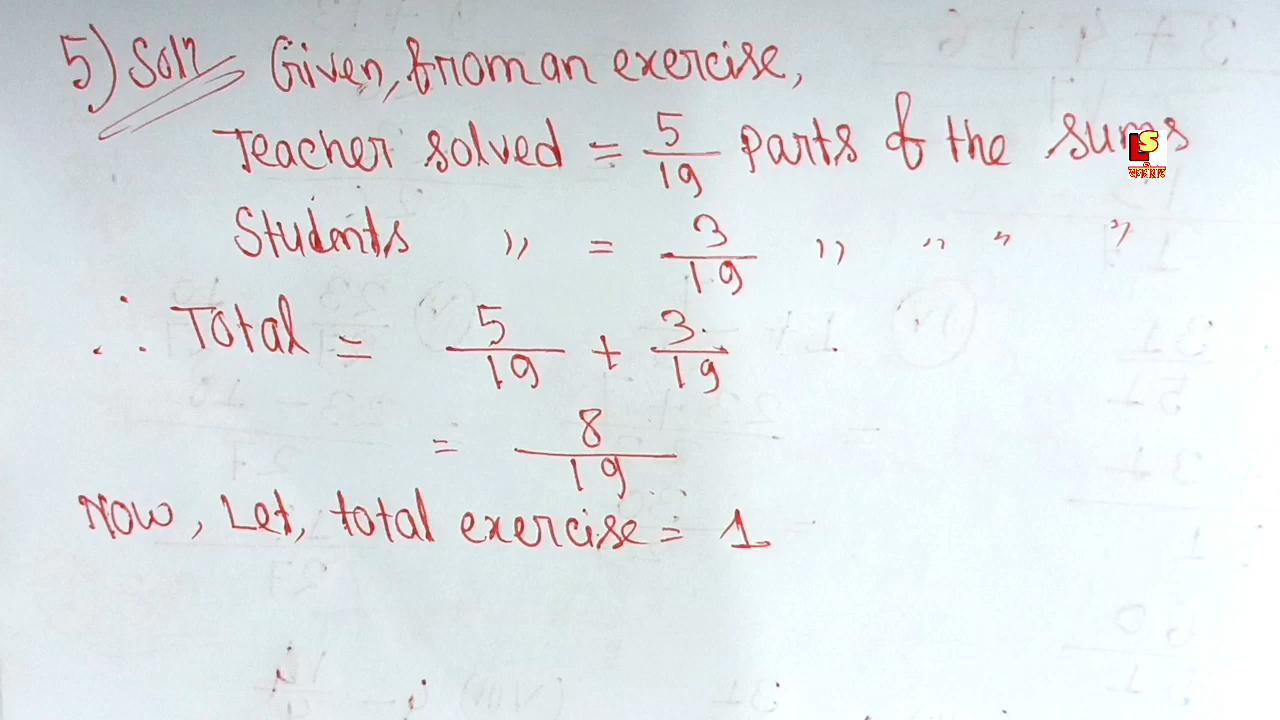 5) Soln Given, from an exercise,
Teacher solved = 5/19 parts of the sums
Students " = 3/19 " " " "
∴ Total = 5/19 + 3/19
= 8/19
Now, Let, total exercise = 1
LS